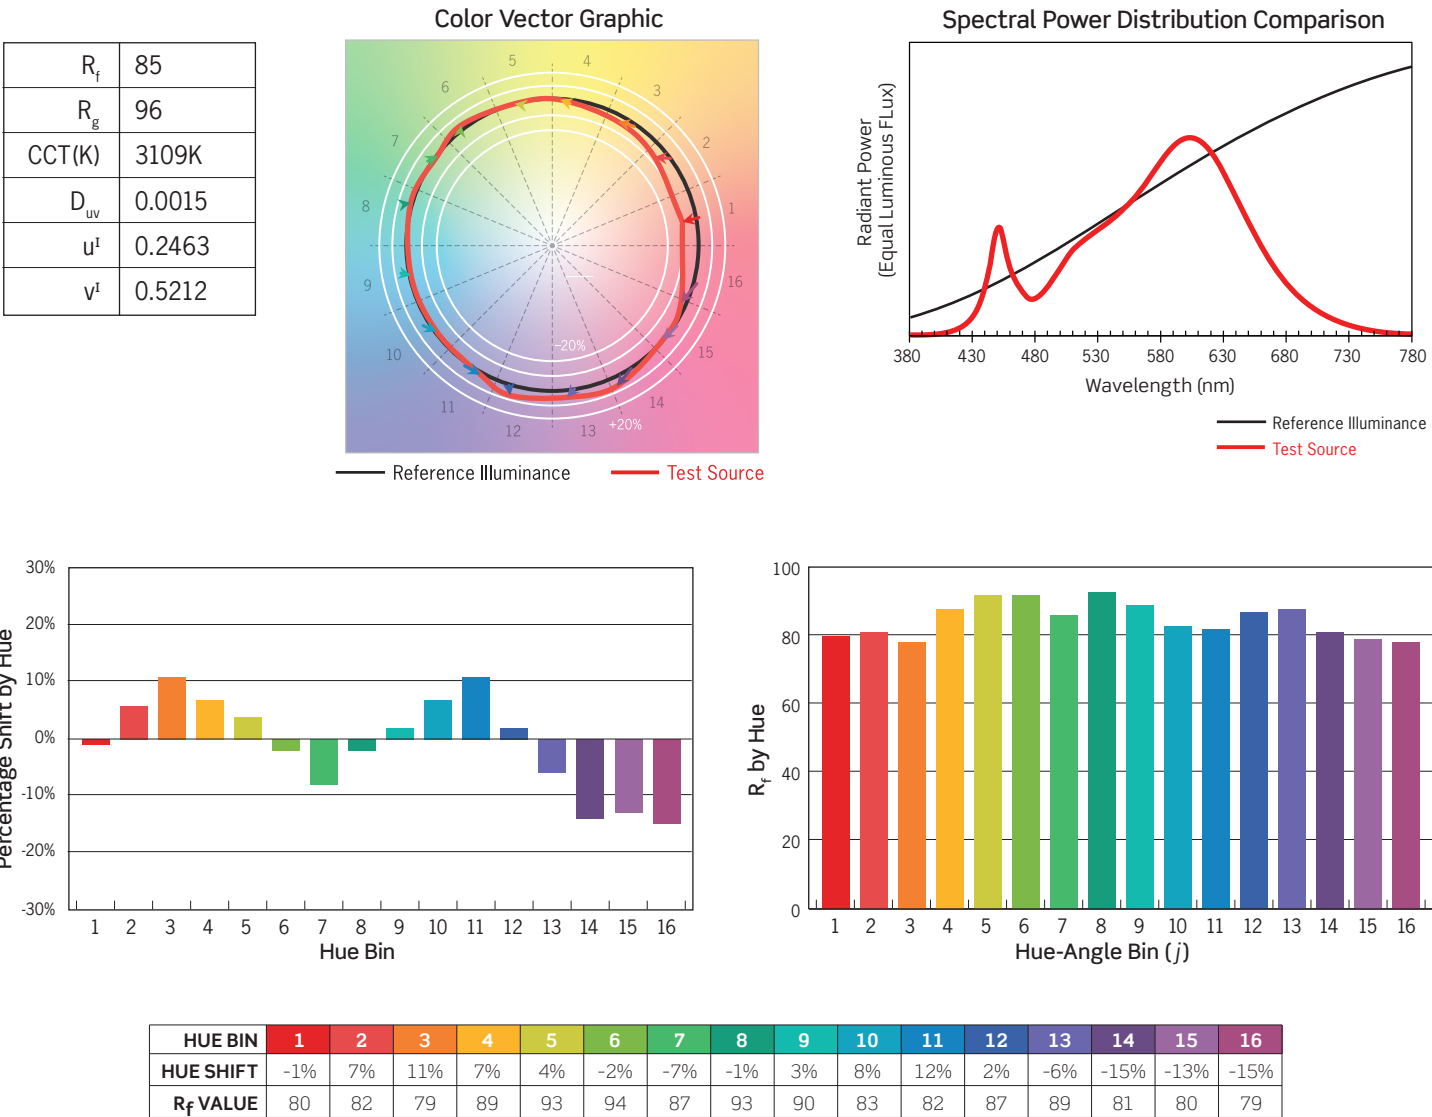 Color Vector Graphic
Spectral Power Distribution Comparison
Rf 85
Rg 96
CCT(K) 3109K
Duv 0.0015
uI 0.2463
vI 0.5212
5 4
6 3
7 2
8 1
9 16
10 15
11 14
12 13
-20%
+20%
Reference Illuminance Test Source
Radiant Power
(Equal Luminous FLux)
380 430 480 530 580 630 680 730 780
Wavelength (nm)
Reference Illuminance
Test Source
Percentage Shift by Hue
30%
20%
10%
0%
-10%
-20%
-30%
1 2 3 4 5 6 7 8 9 10 11 12 13 14 15 16
Hue Bin
Rf by Hue
100
80
60
40
20
0
1 2 3 4 5 6 7 8 9 10 11 12 13 14 15 16
Hue-Angle Bin (j)
HUE BIN 1 2 3 4 5 6 7 8 9 10 11 12 13 14 15 16
HUE SHIFT -1% 7% 11% 7% 4% -2% -7% -1% 3% 8% 12% 2% -6% -15% -13% -15%
Rf VALUE 80 82 79 89 93 94 87 93 90 83 82 87 89 81 80 79